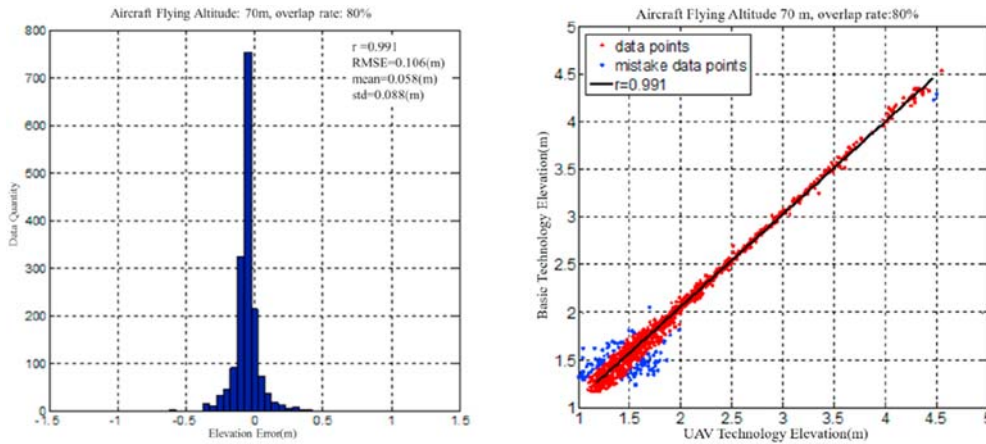 Aircraft Flying Altitude: 70m, overlap rate: 80%
800
700
600
500
400
300
200
100
0
Data Quantity
r =0.991
RMSE=0.106(m)
mean=0.058(m)
std=0.088(m)
-1.5 -1 -0.5 0 0.5 1 1.5
Elevation Error(m)
Aircraft Flying Altitude 70 m, overlap rate:80%
5
4.5
4
3.5
3
2.5
2
1.5
1
Basic Technology Elevation(m)
data points
mistake data points
r=0.991
1 1.5 2 2.5 3 3.5 4 4.5 5
UAV Technology Elevation(m)